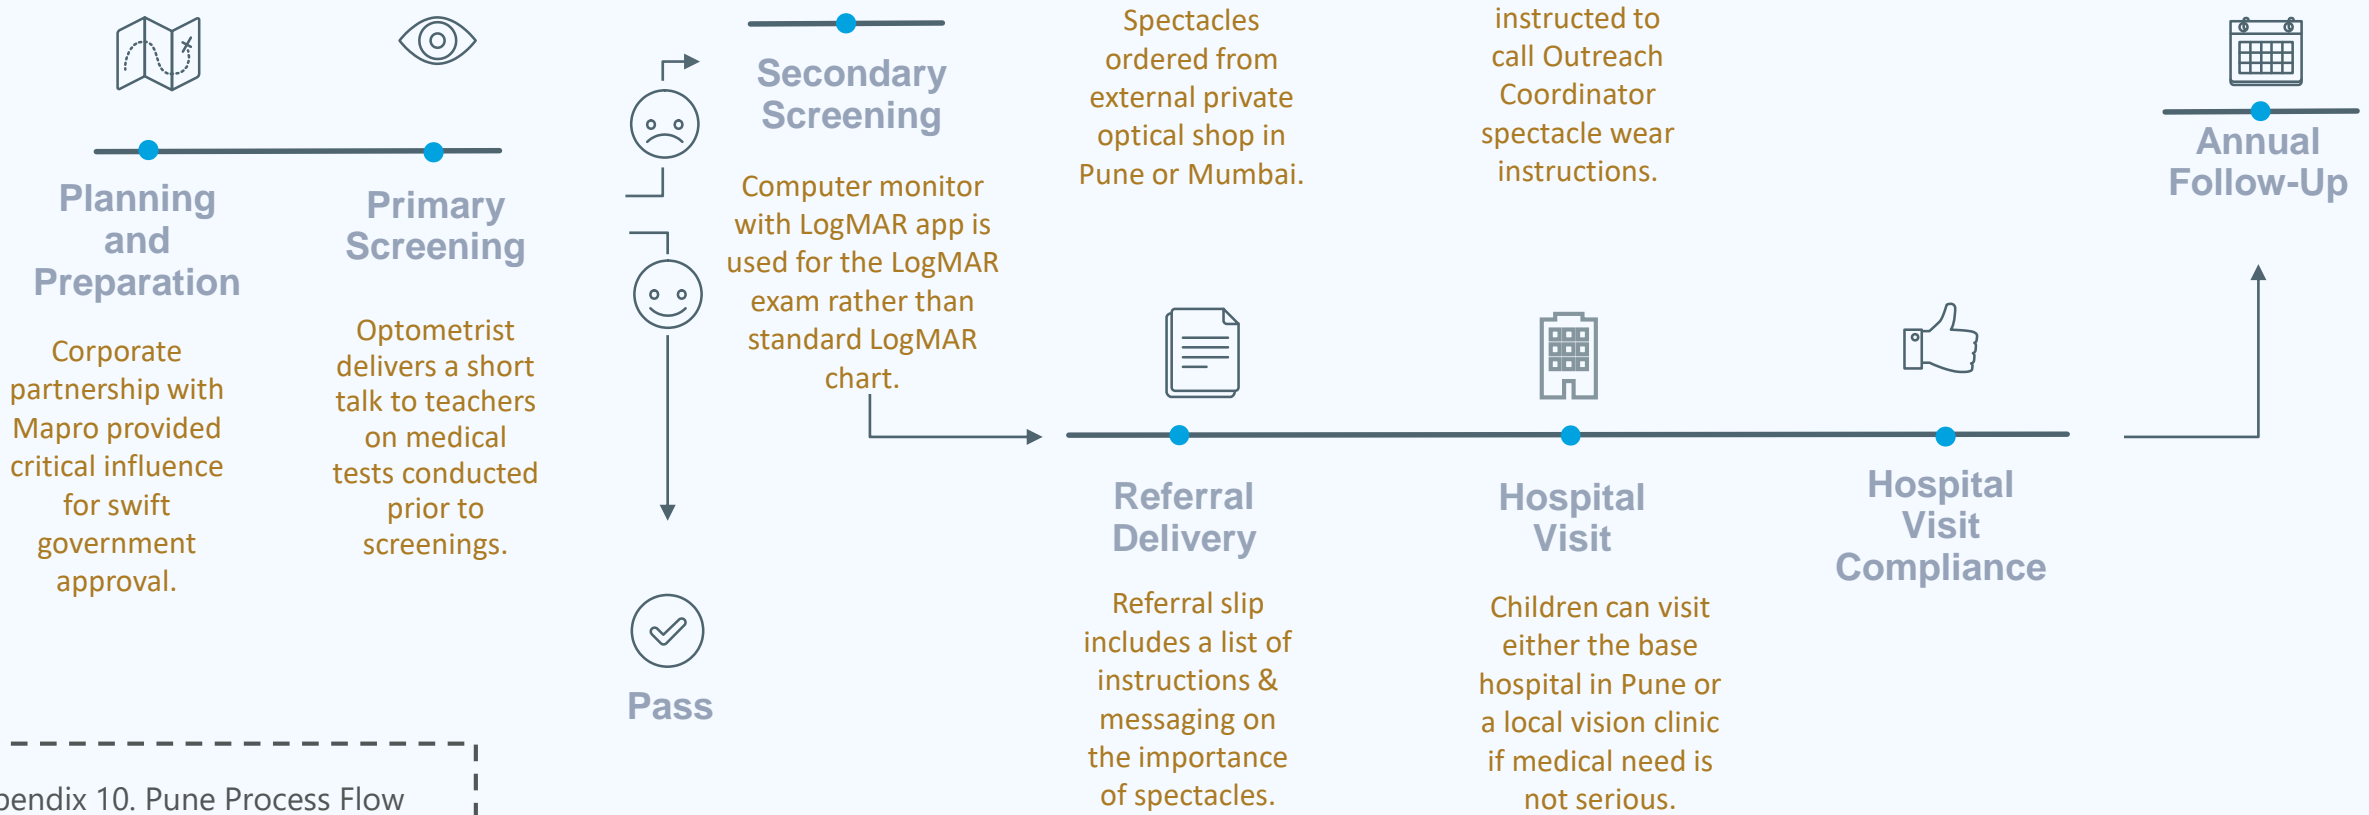 Planning
and
Preparation
Corporate
partnership with
Mapro provided
critical influence
for swift
government
approval.
Primary
Screening
Optometrist
delivers a short
talk to teachers
on medical
tests conducted
prior to
screenings.
Pass
Secondary
Screening
Computer monitor
with LogMAR app is
used for the LogMAR
exam rather than
standard LogMAR
chart.
Spectacles
ordered from
external private
optical shop in
Pune or Mumbai.
instructed to
call Outreach
Coordinator
spectacle wear
instructions.
Referral
Delivery
Referral slip
includes a list of
instructions &
messaging on
the importance
of spectacles.
Hospital
Visit
Children can visit
either the base
hospital in Pune or
a local vision clinic
if medical need is
not serious.
Hospital
Visit
Compliance
Annual
Follow-Up
pendix 10. Pune Process Flow